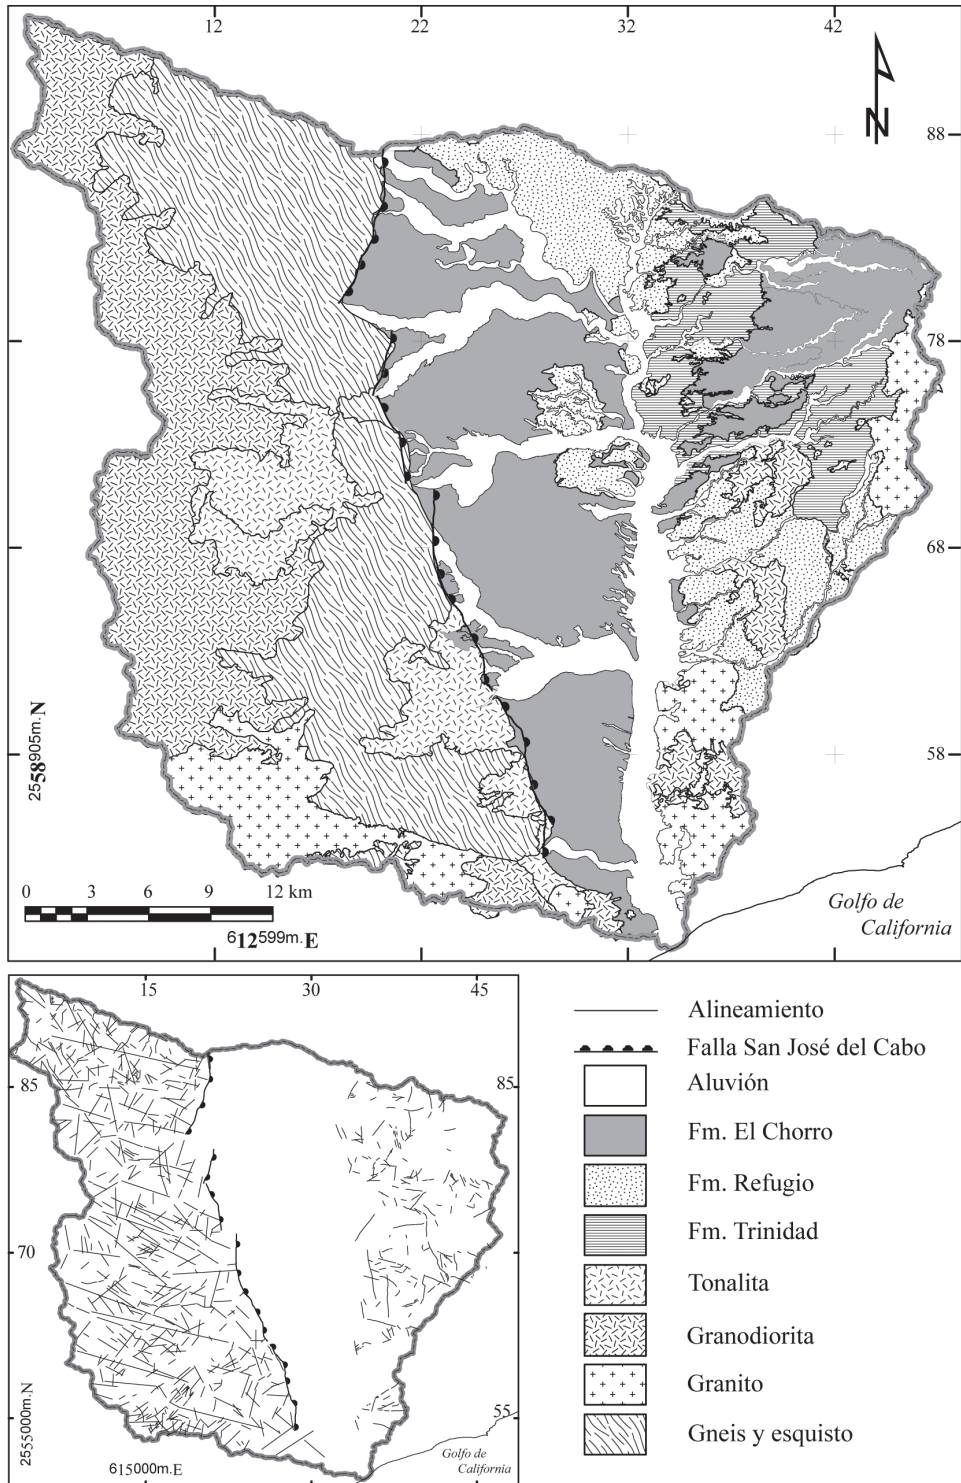 12 22 32 42
N
88
78
68
58
2558905m.N
0 3 6 9 12 km
612599m.E
Golfo de
California
15 30 45
85 85
70
55
2555000m.N
615000m.E
Golfo de
California
Alineamiento
Falla San José del Cabo
Aluvión
Fm. El Chorro
Fm. Refugio
Fm. Trinidad
Tonalita
Granodiorita
Granito
Gneis y esquisto